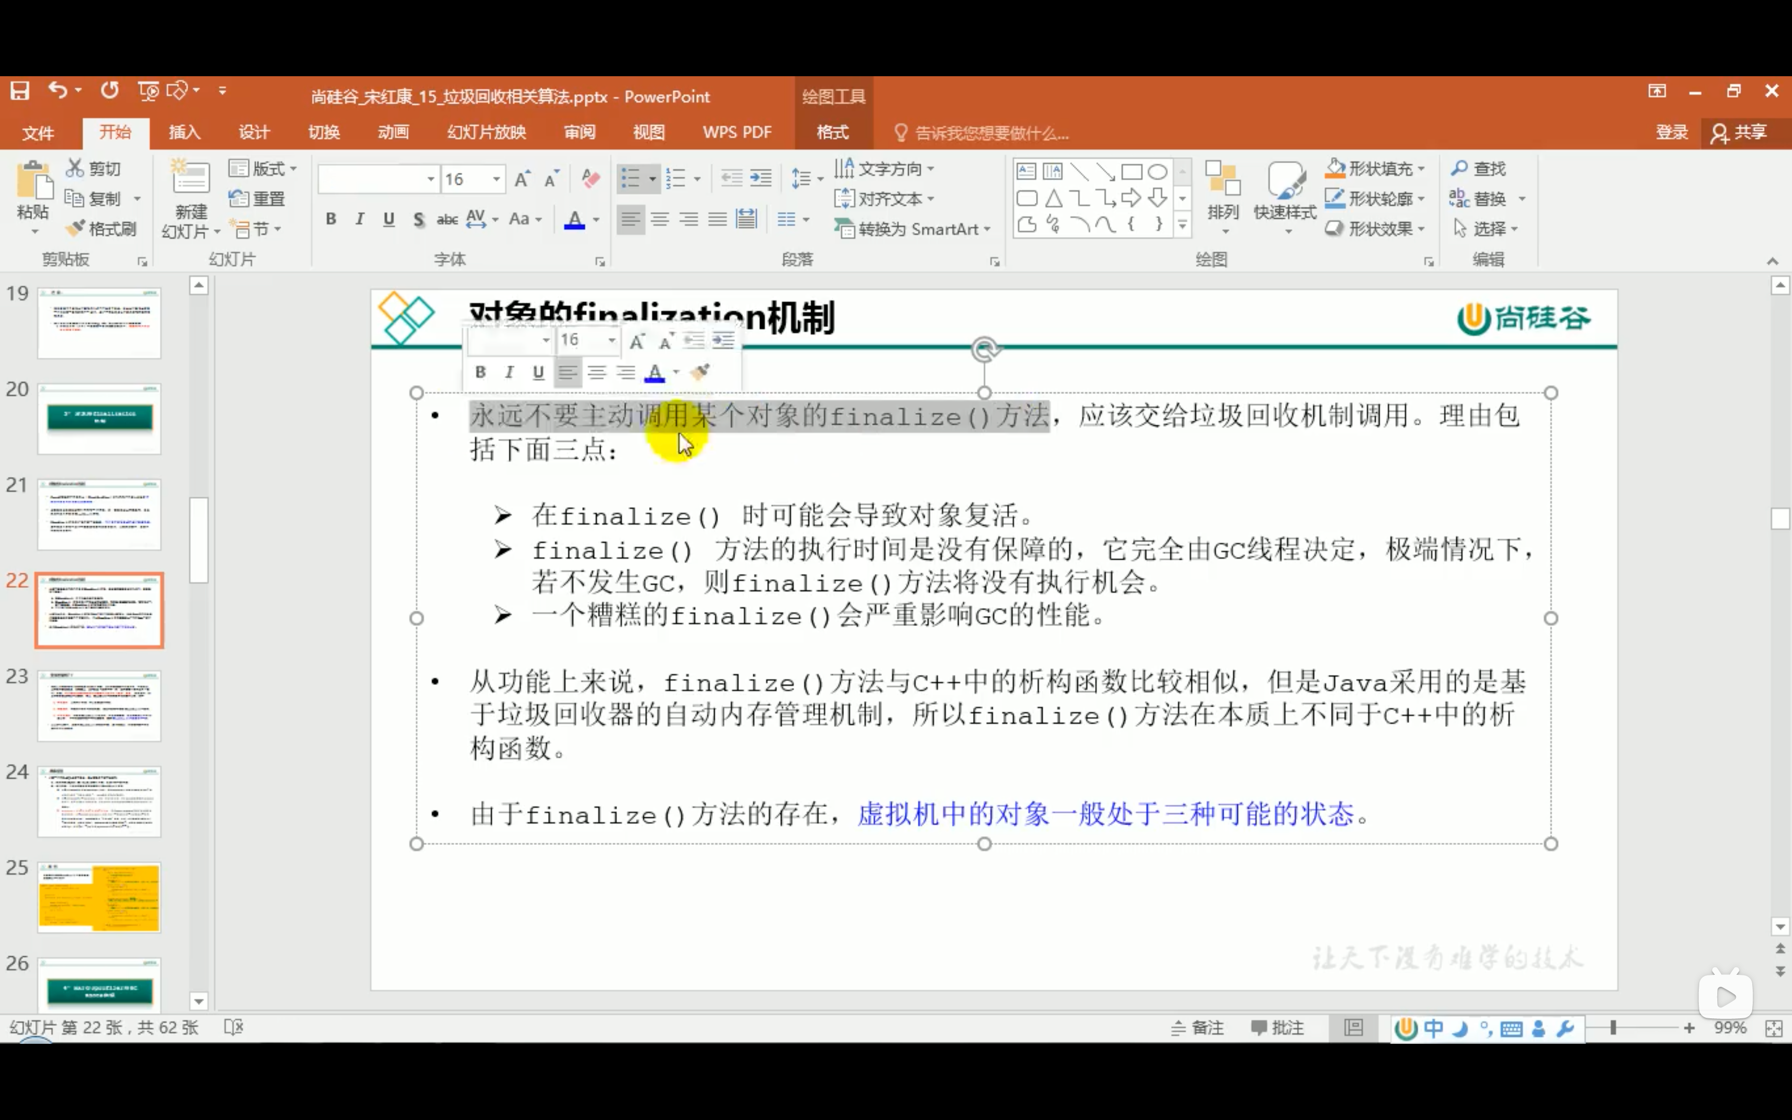 尚硅谷_宋红康_15_垃圾回收相关算法.pptx - PowerPoint
绘图工具
文件 开始 插入 设计 切换 动画 幻灯片放映 审阅 视图 WPS PDF 格式 告诉我您想要做什么... 登录 共享
粘贴 剪切 复制 格式刷
新建幻灯片 版式 重置 节
16
B I U S abc AV Aa A
文字方向 对齐文本 转换为 SmartArt
排列 快速样式 形状填充 形状轮廓 形状效果
查找 替换 选择
剪贴板 幻灯片 字体 段落 绘图 编辑
19
20
21
22
23
24
25
26
对象的finalization机制
尚硅谷
16
B I U A
• 永远不要主动调用某个对象的finalize()方法，应该交给垃圾回收机制调用。理由包
括下面三点：
➢ 在finalize() 时可能会导致对象复活。
➢ finalize() 方法的执行时间是没有保障的，它完全由GC线程决定，极端情况下，
若不发生GC，则finalize()方法将没有执行机会。
➢ 一个糟糕的finalize()会严重影响GC的性能。
• 从功能上来说，finalize()方法与C++中的析构函数比较相似，但是Java采用的是基
于垃圾回收器的自动内存管理机制，所以finalize()方法在本质上不同于C++中的析
构函数。
• 由于finalize()方法的存在，虚拟机中的对象一般处于三种可能的状态。
让天下没有难学的技术
幻灯片 第 22 张，共 62 张 备注 批注 中 99%